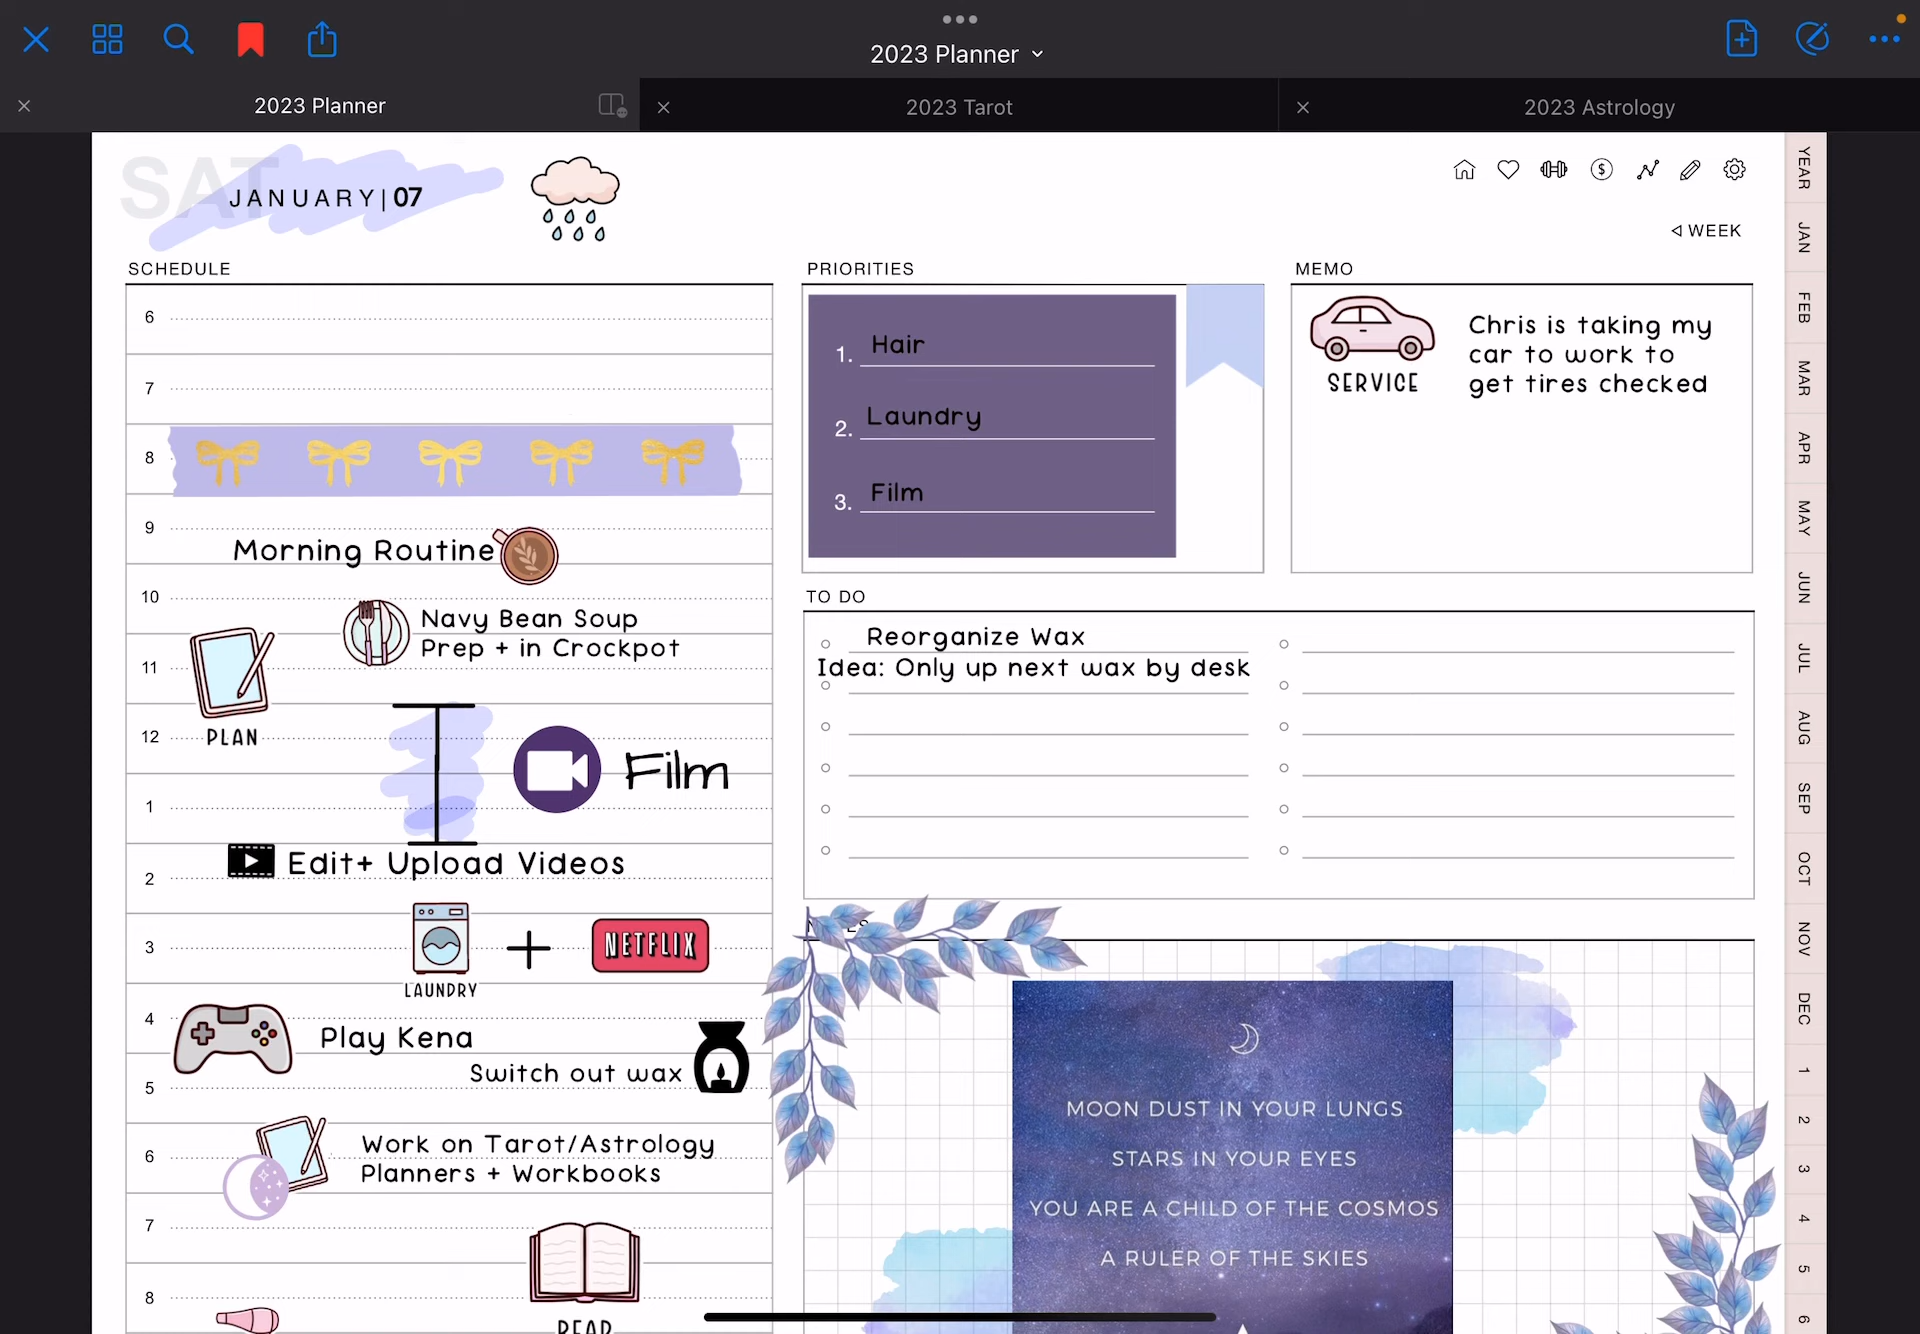 2023 Planner
2023 Planner
2023 Tarot
2023 Astrology
SAT
JANUARY|07
WEEK
SCHEDULE
6
7
8
9
Morning Routine
10
Navy Bean Soup
Prep + in Crockpot
11
PLAN
12
Film
1
Edit+ Upload Videos
2
3
+
NETFLIX
LAUNDRY
4
Play Kena
Switch out wax
5
Work on Tarot/Astrology
6
Planners + Workbooks
7
8
READ
PRIORITIES
1. Hair
2. Laundry
3. Film
MEMO
SERVICE
Chris is taking my
car to work to
get tires checked
TO DO
Reorganize Wax
Idea: Only up next wax by desk
MOON DUST IN YOUR LUNGS
STARS IN YOUR EYES
YOU ARE A CHILD OF THE COSMOS
A RULER OF THE SKIES
YEAR
JAN
FEB
MAR
APR
MAY
JUN
JUL
AUG
SEP
OCT
NOV
DEC
1
2
3
4
5
6